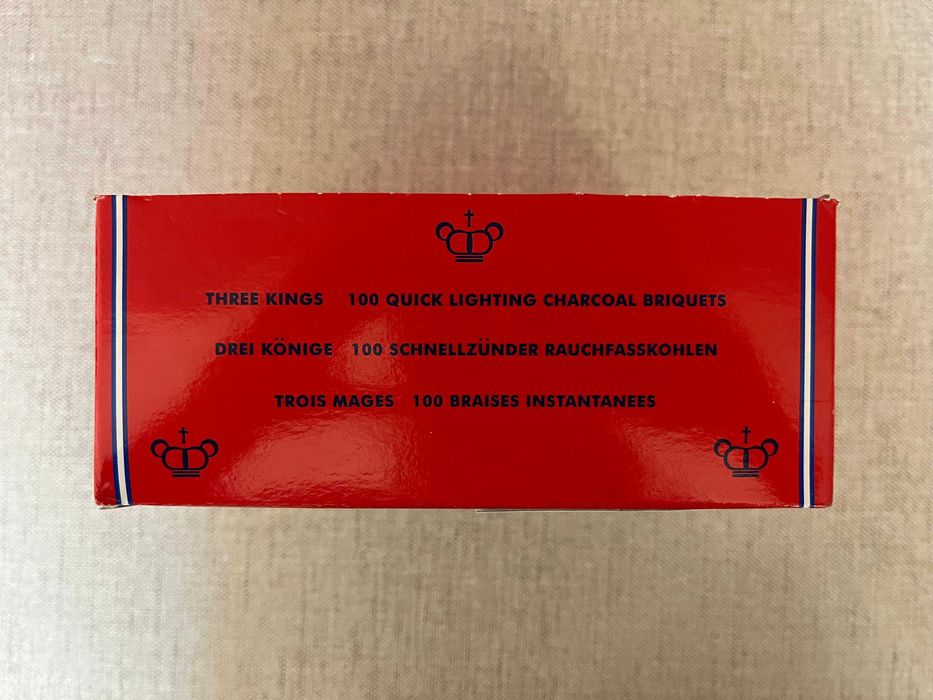 THREE KINGS 100 QUICK LIGHTING CHARCOAL BRIQUETS
DREI KÖNIGE 100 SCHNELLZÜNDER RAUCHFASSKOHLEN
TROIS MAGES 100 BRAISES INSTANTANEES